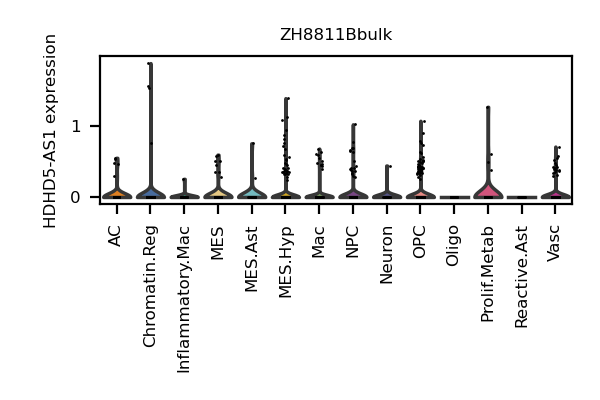 ZH8811Bbulk
HDHD5-AS1 expression
1
0
AC
Chromatin.Reg
Inflammatory.Mac
MES
MES.Ast
MES.Hyp
Mac
NPC
Neuron
OPC
Oligo
Prolif.Metab
Reactive.Ast
Vasc